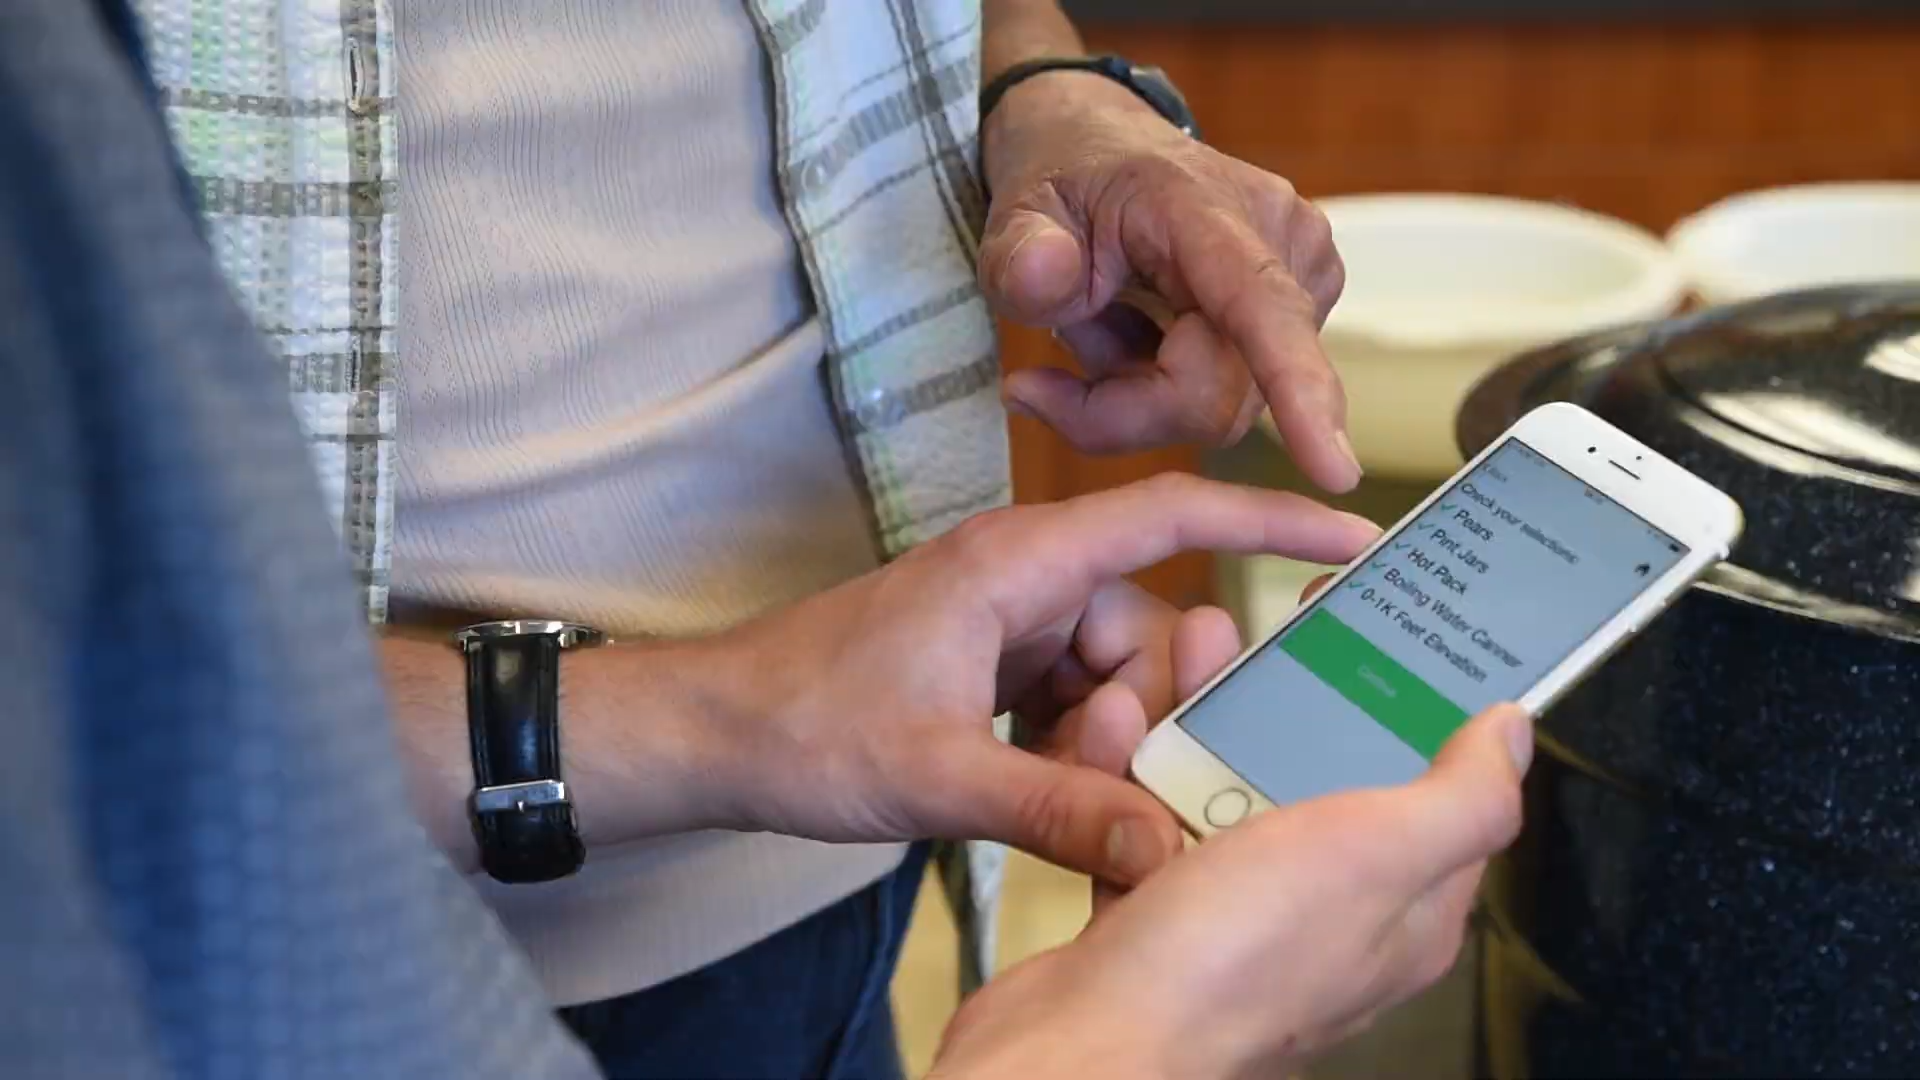 Check your selections:
✓ Pears
✓ Pint Jars
✓ Hot Pack
✓ Boiling Water Canner
✓ 0-1K Feet Elevation